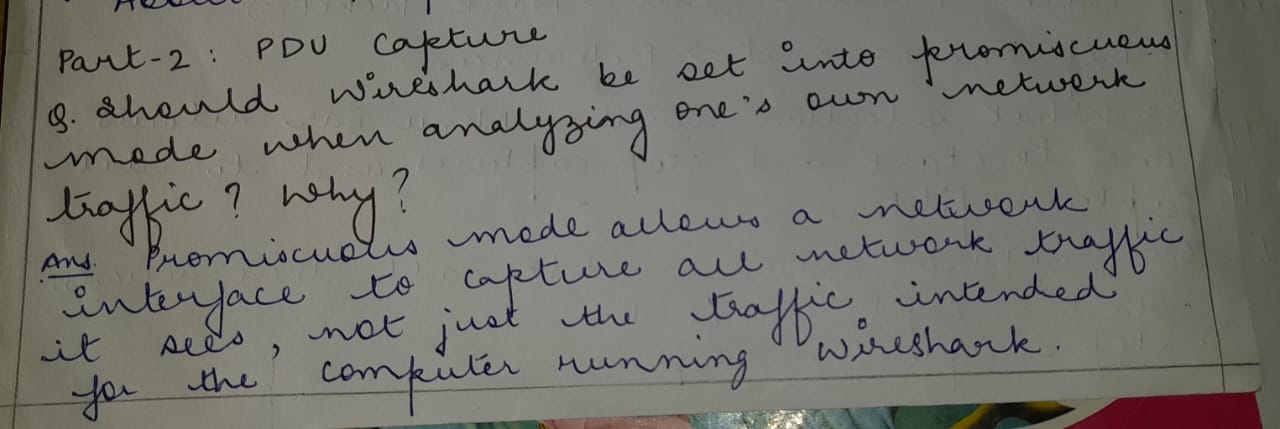 Part-2: PDU Capture
Q. Should Wireshark be set into promiscuous
mode when analyzing one's own network
traffic? Why?
Ans. Promiscuous mode allows a network
interface to capture all network traffic
it sees, not just the traffic intended
for the computer running Wireshark.